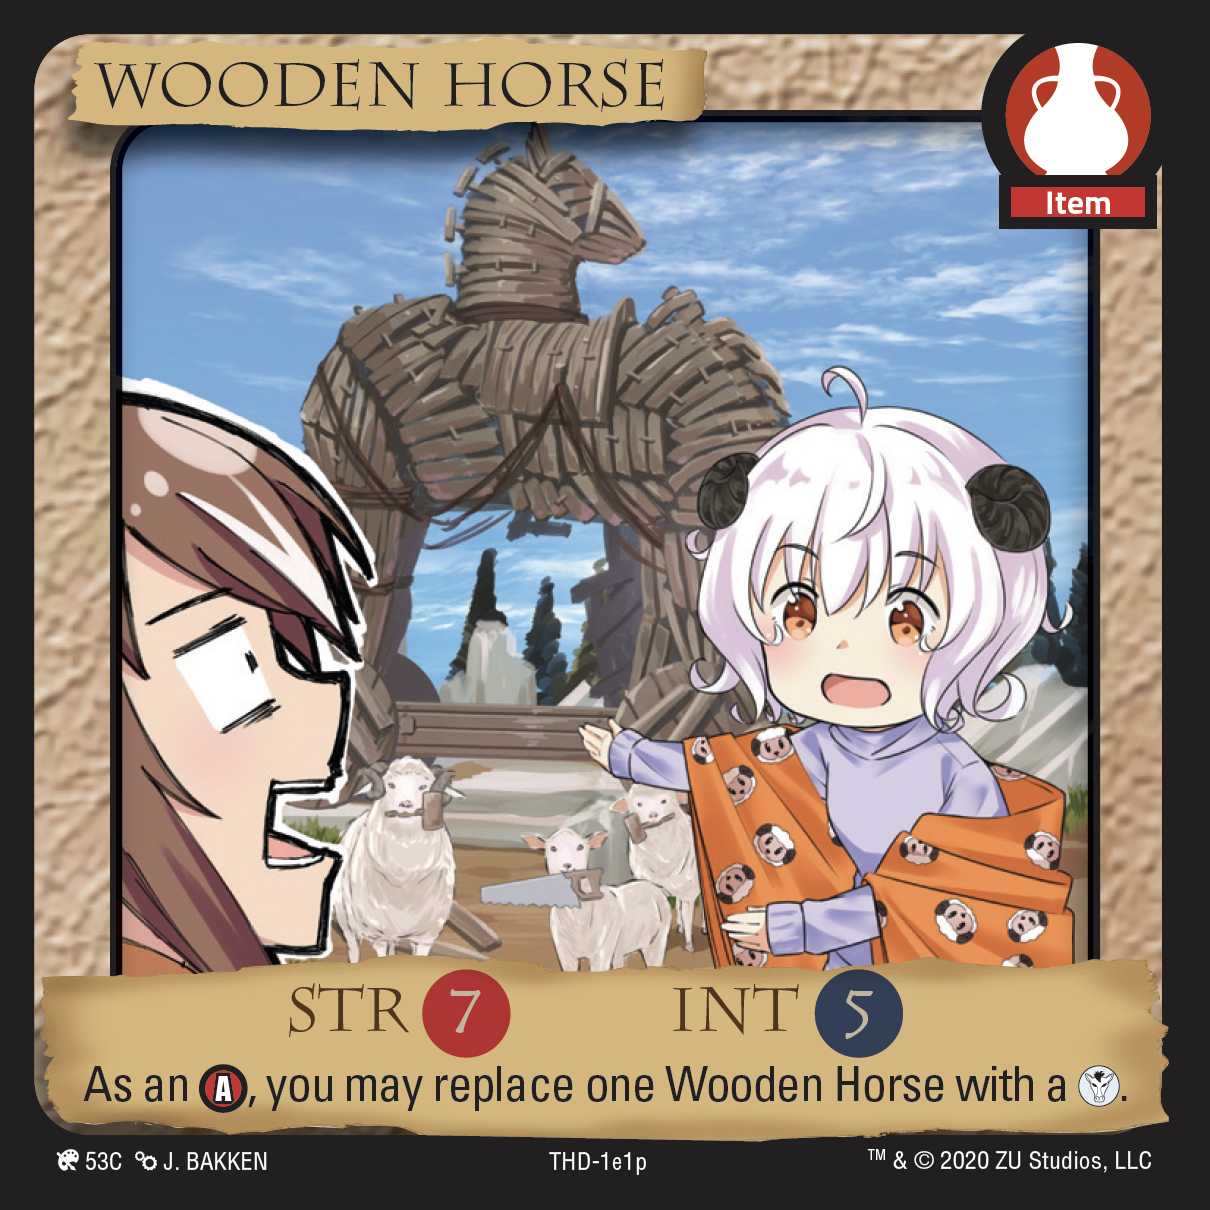 WOODEN HORSE
Item
STR 7 INT 5
As an A, you may replace one Wooden Horse with a .
53C J. BAKKEN THD-1e1p ™ & © 2020 ZU Studios, LLC